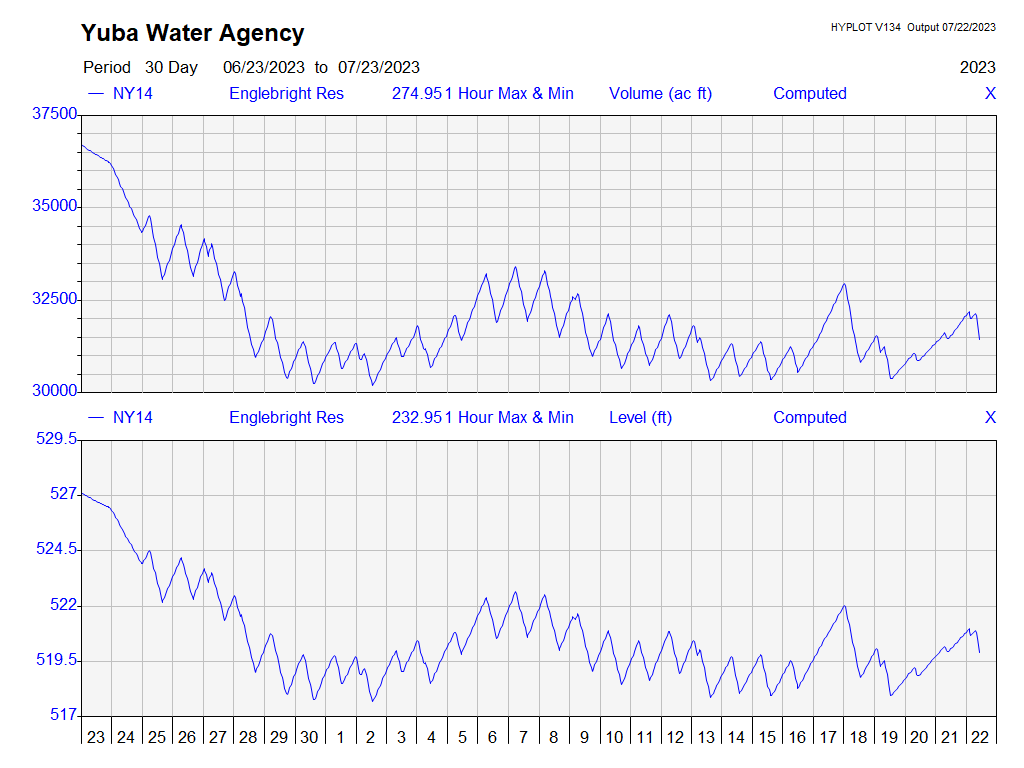 Yuba Water Agency
HYPLOT V134 Output 07/22/2023
Period 30 Day 06/23/2023 to 07/23/2023
2023
NY14 Englebright Res 274.951 Hour Max & Min Volume (ac ft) Computed X
37500
35000
32500
30000
NY14 Englebright Res 232.951 Hour Max & Min Level (ft) Computed X
529.5
527
524.5
522
519.5
517
23 24 25 26 27 28 29 30 1 2 3 4 5 6 7 8 9 10 11 12 13 14 15 16 17 18 19 20 21 22